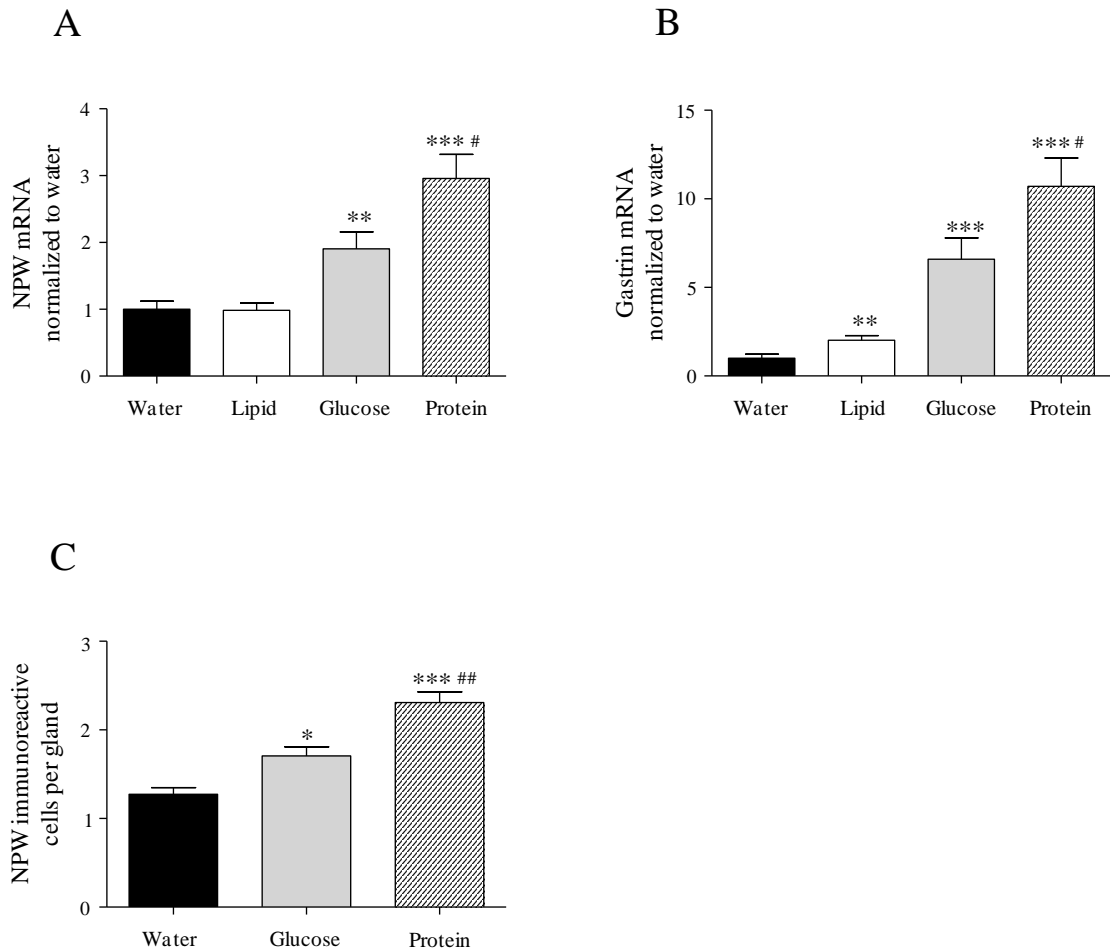 A
NPW mRNA
normalized to water
4
3
2
1
0
**
*** #
Water Lipid Glucose Protein
B
Gastrin mRNA
normalized to water
15
10
5
0
**
***
*** #
Water Lipid Glucose Protein
C
NPW immunoreactive
cells per gland
3
2
1
0
*
*** ##
Water Glucose Protein